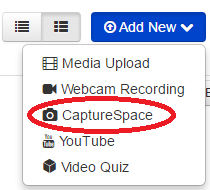 Add New
Media Upload
Webcam Recording
CaptureSpace
YouTube
Video Quiz